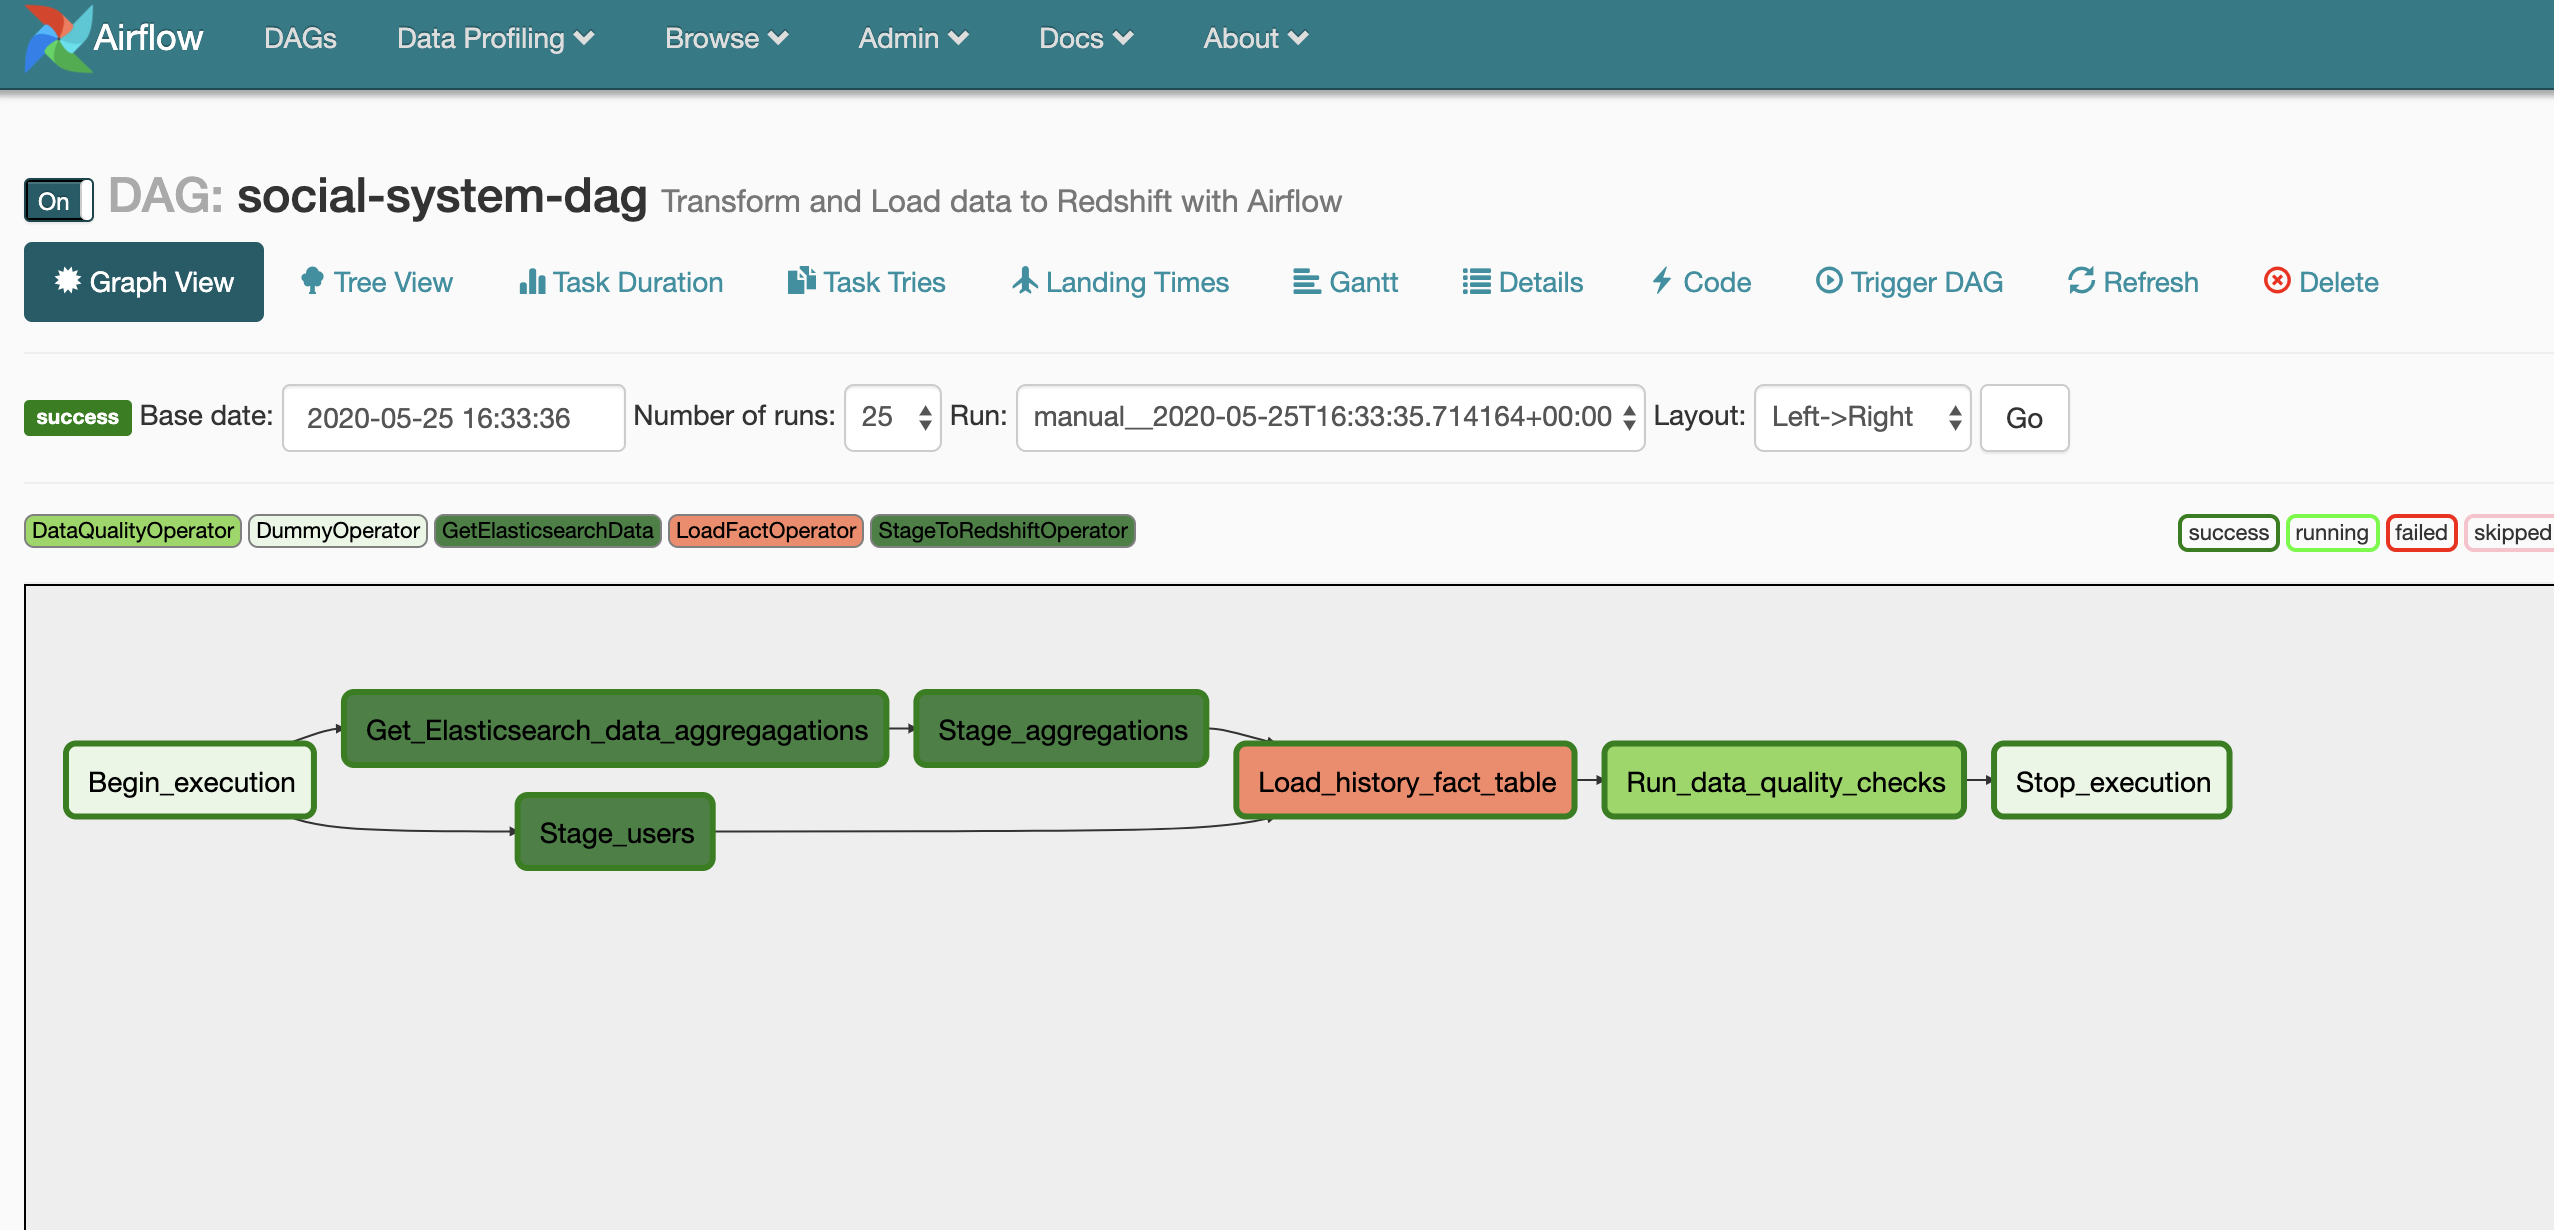 Airflow DAGs Data Profiling Browse Admin Docs About
On DAG: social-system-dag Transform and Load data to Redshift with Airflow
Graph View Tree View Task Duration Task Tries Landing Times Gantt Details Code Trigger DAG Refresh Delete
success Base date: 2020-05-25 16:33:36 Number of runs: 25 Run: manual__2020-05-25T16:33:35.714164+00:00 Layout: Left->Right Go
DataQualityOperator DummyOperator GetElasticsearchData LoadFactOperator StageToRedshiftOperator success running failed skipped
Get_Elasticsearch_data_aggregagations Stage_aggregations
Begin_execution Load_history_fact_table Run_data_quality_checks Stop_execution
Stage_users